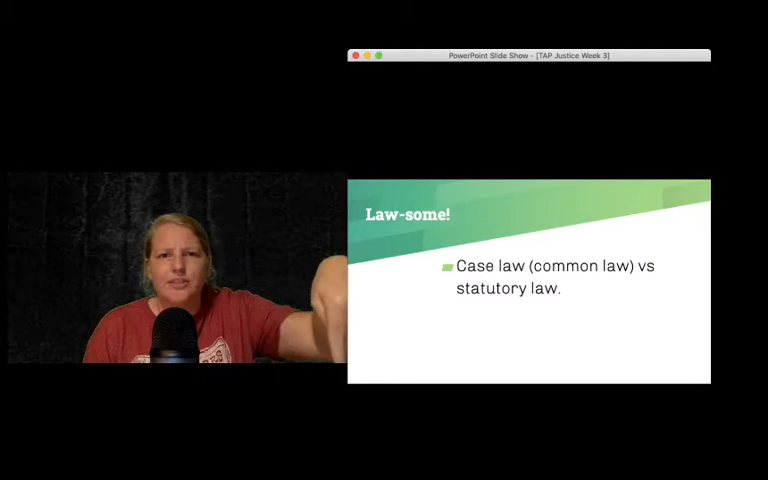 PowerPoint Slide Show - [TAP Justice Week 3]
Law-some!
Case law (common law) vs
statutory law.